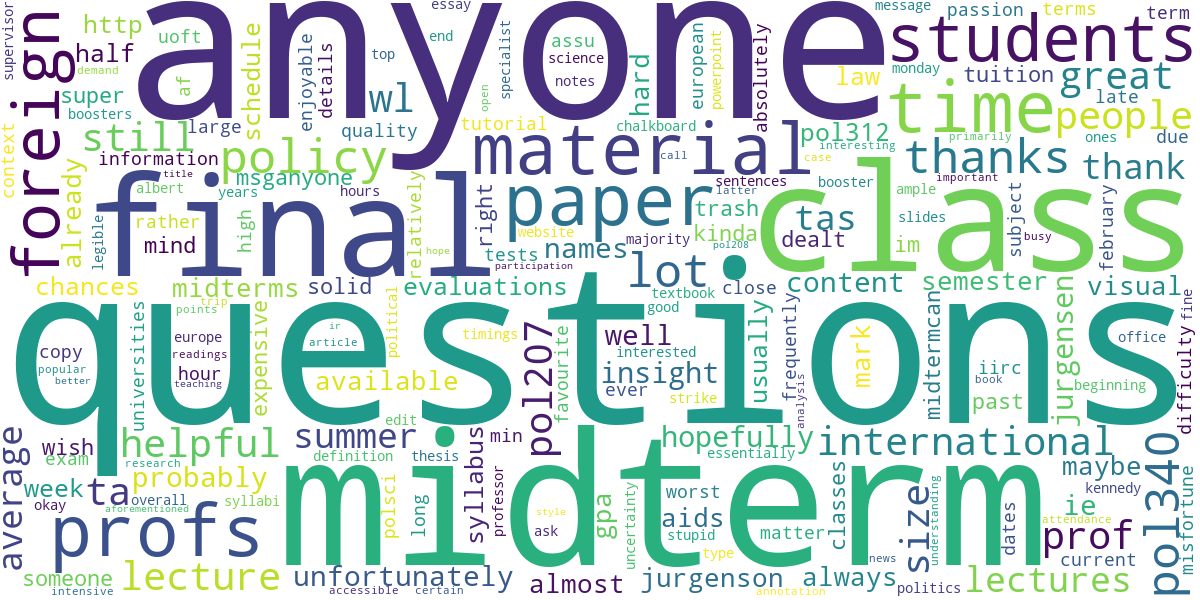 anyone
questions
midterm
final
class
students
time
material
paper
foreign
policy
profs
people
thanks
thank
great
still
wl
half
http
uoft
super
boosters
demand
supervisor
af
schedule
details
enjoyable
essay
top
end
specialist
assu
science
notes
hard
european
powerpoint
absolutely
law
message
monday
passion
terms
term
tuition
late
due
large
quality
tutorial
chalkboard
pol312
interesting
primarily
ones
open
call
case
information
title
msganyone
albert
years
hours
context
already
legible
rather
mind
high
relatively
hope
right
website
tests
participation
names
majority
sentences
latter
booster
trash
kinda
pol208
tas
dealt
im
ample
slides
important
busy
subject
february
chances
midterms
solid
evaluations
lot
textbook
good
close
content
semester
visual
universities
points
trip
europe
readings
teaching
hour
copy
popular
better
expensive
ir
article
available
political
timings
pol207
favourite
well
interested
insight
ever
strike
usually
frequently
analysis
mark
midtermcan
iirc
book
past
jurgensen
beginning
office
difficulty
fine
edit
average
wish
exam
week
ta
okay
helpful
research
probably
overall
aforementioned
syllabi
summer
definition
thesis
polsci
long
syllabus
min
professor
style
ask
hopefully
essentially
gpa
uncertainty
worst
aids
stupid
type
matter
classes
international
size
understanding
news
maybe
kennedy
ie
dates
attendance
prof
current
pol340
misfortune
someone
intensive
lecture
unfortunately
accessible
certain
almost
jurgenson
annotation
always
politics
lectures